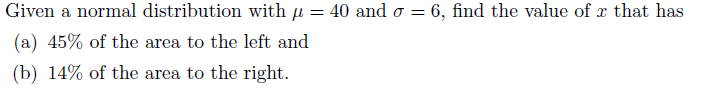 Given a normal distribution with μ = 40 and σ = 6, find the value of x that has
(a) 45% of the area to the left and
(b) 14% of the area to the right.